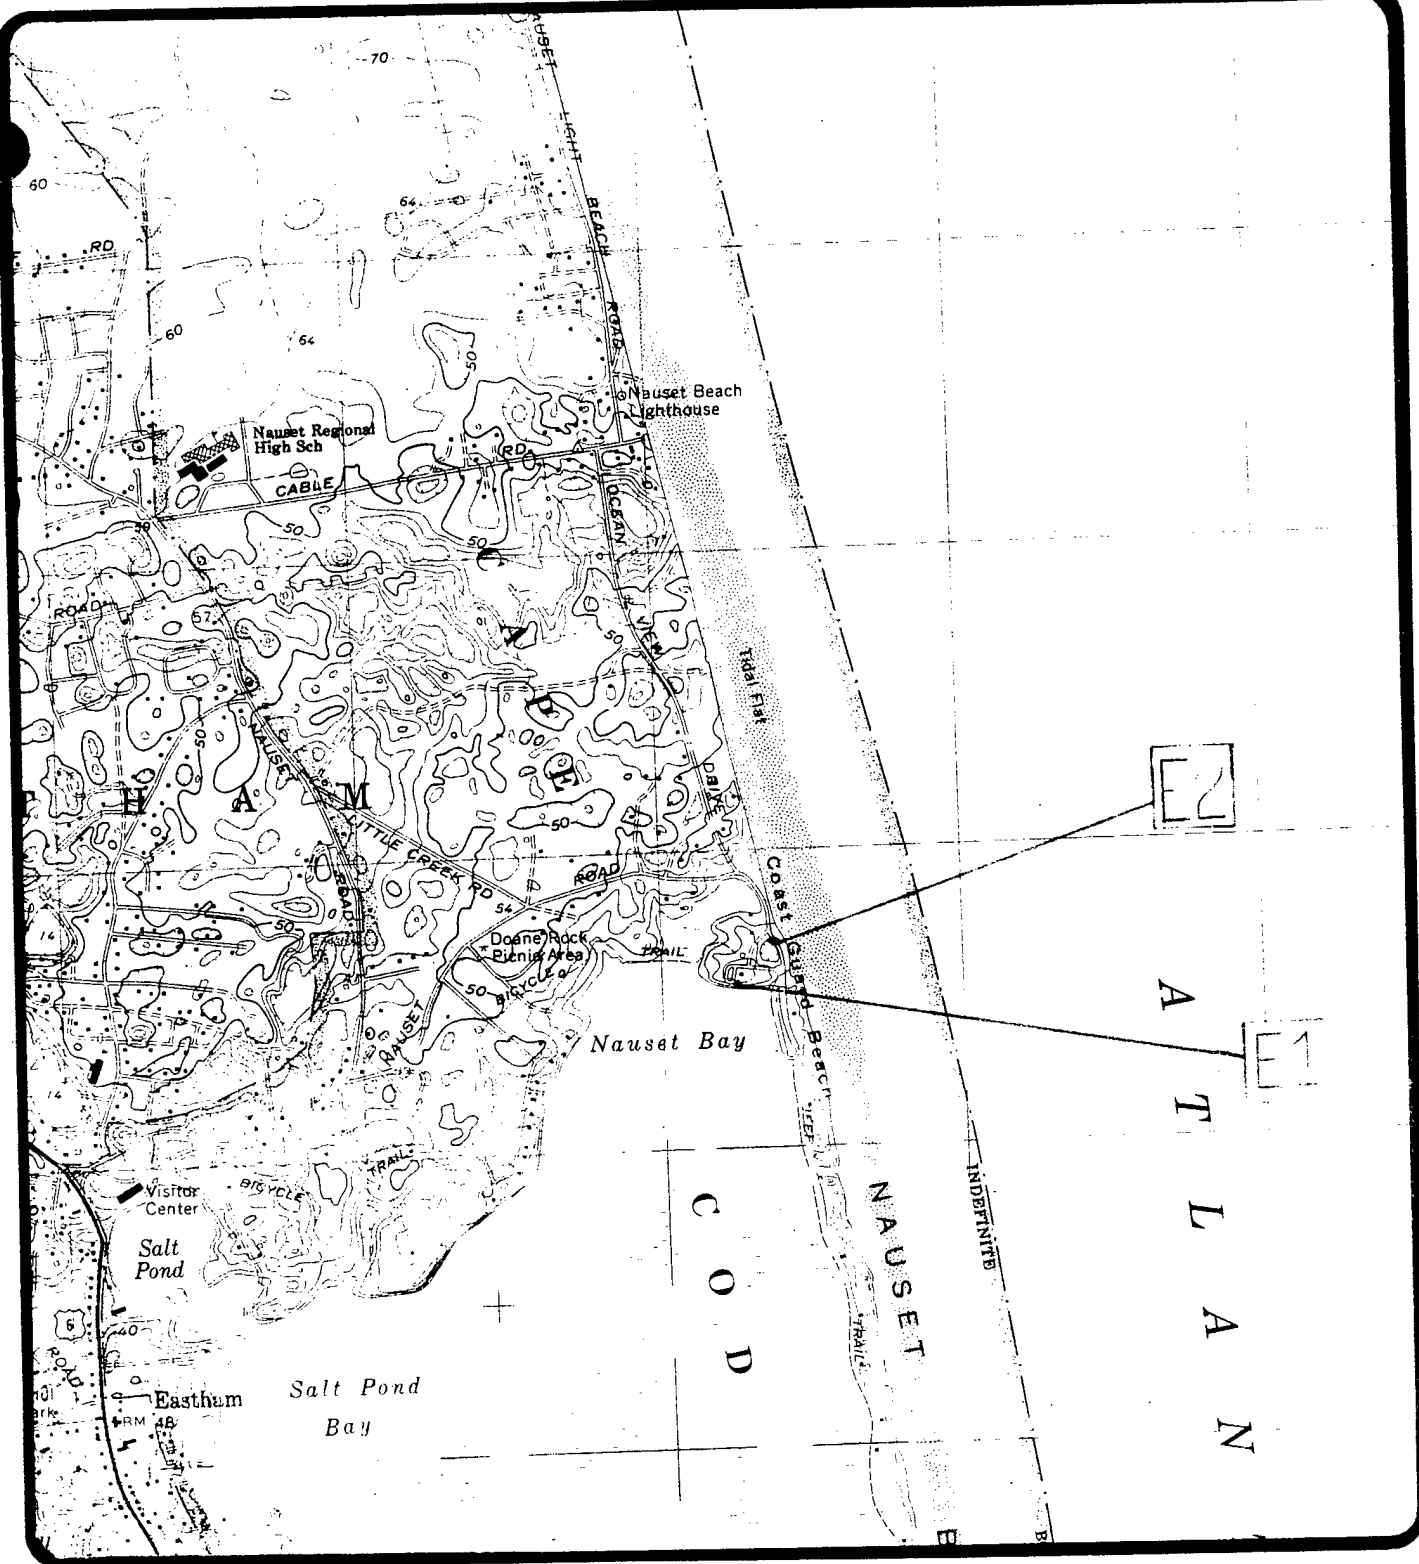 70
60
64
RD
LIGHT
BEACH
ROAD
60
64
50
Nauset Beach
Lighthouse
Nauset Regional
High Sch
RD
CABLE
50
50
OCEAN
VIEW
DRIVE
C
A
P
E
ROAD
57
50
50
Tidal Flat
NAUSET
ROAD
H
A
M
50
LITTLE CREEK RD
ROAD
54
E2
Coast Guard Beach
50
14
Doane Rock
Picnic Area
TRAIL
50
BICYCLE
NAUSET
Nauset Bay
E1
14
TRAIL
BICYCLE
Visitor
Center
Salt
Pond
6
40
ROAD
Eastham
BM 48
Salt Pond
Bay
C
O
D
NAUSET
INDEFINITE
TRAIL
A
T
L
A
N
B
B